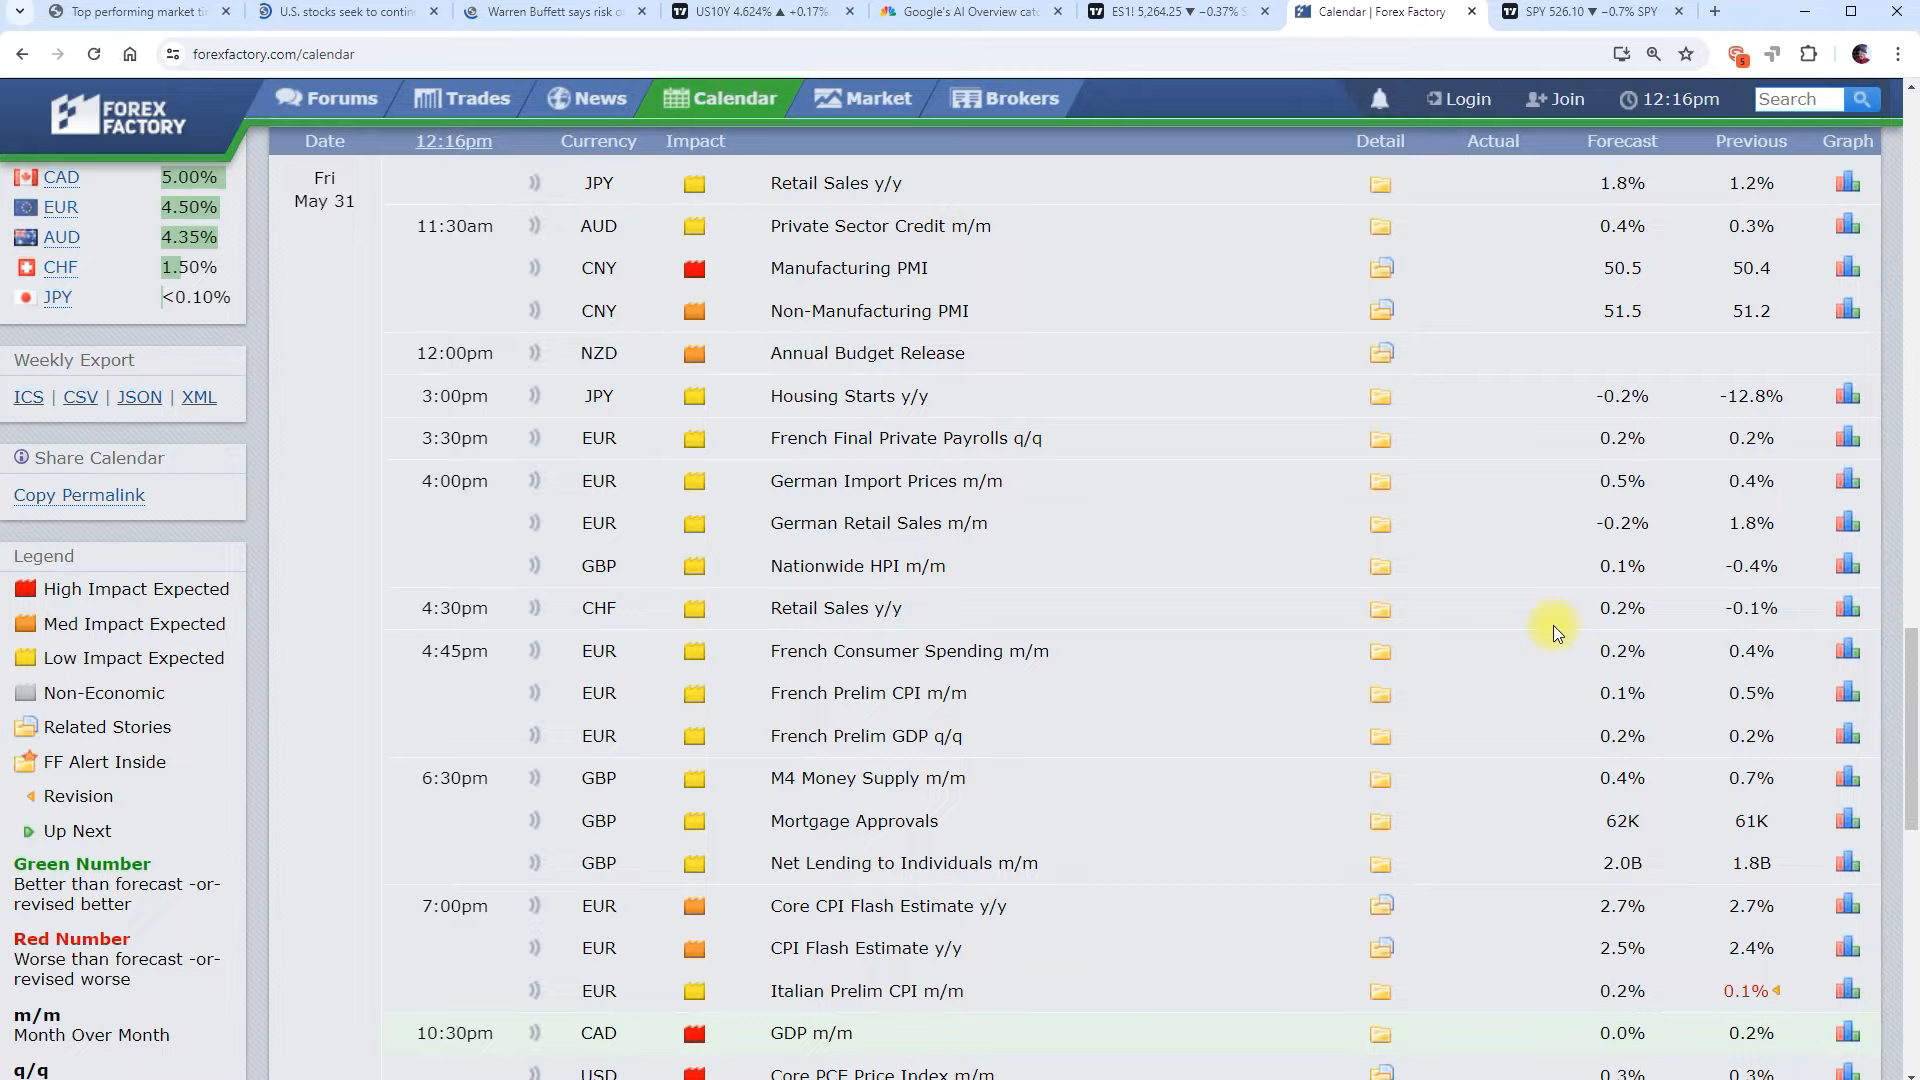 Top performing market ti
U.S. stocks seek to contin
Warren Buffett says risk o
US10Y 4.624% ▲ +0.17%
Google's AI Overview cat
ES1! 5,264.25 ▼ −0.37% S
Calendar | Forex Factory
SPY 526.10 ▼ −0.7% SPY
forexfactory.com/calendar
5
FOREX
FACTORY
Forums
Trades
News
Calendar
Market
Brokers
Login
Join
12:16pm
Search
Date 12:16pm Currency Impact Detail Actual Forecast Previous Graph
CAD 5.00%
EUR 4.50%
AUD 4.35%
CHF 1.50%
JPY <0.10%
Weekly Export
ICS | CSV | JSON | XML
Share Calendar
Copy Permalink
Legend
High Impact Expected
Med Impact Expected
Low Impact Expected
Non-Economic
Related Stories
FF Alert Inside
Revision
Up Next
Green Number
Better than forecast -or-
revised better
Red Number
Worse than forecast -or-
revised worse
m/m
Month Over Month
q/q
Fri
May 31
JPY Retail Sales y/y 1.8% 1.2%
11:30am AUD Private Sector Credit m/m 0.4% 0.3%
CNY Manufacturing PMI 50.5 50.4
CNY Non-Manufacturing PMI 51.5 51.2
12:00pm NZD Annual Budget Release
3:00pm JPY Housing Starts y/y -0.2% -12.8%
3:30pm EUR French Final Private Payrolls q/q 0.2% 0.2%
4:00pm EUR German Import Prices m/m 0.5% 0.4%
EUR German Retail Sales m/m -0.2% 1.8%
GBP Nationwide HPI m/m 0.1% -0.4%
4:30pm CHF Retail Sales y/y 0.2% -0.1%
4:45pm EUR French Consumer Spending m/m 0.2% 0.4%
EUR French Prelim CPI m/m 0.1% 0.5%
EUR French Prelim GDP q/q 0.2% 0.2%
6:30pm GBP M4 Money Supply m/m 0.4% 0.7%
GBP Mortgage Approvals 62K 61K
GBP Net Lending to Individuals m/m 2.0B 1.8B
7:00pm EUR Core CPI Flash Estimate y/y 2.7% 2.7%
EUR CPI Flash Estimate y/y 2.5% 2.4%
EUR Italian Prelim CPI m/m 0.2% 0.1%
10:30pm CAD GDP m/m 0.0% 0.2%
USD Core PCE Price Index m/m 0.3% 0.3%